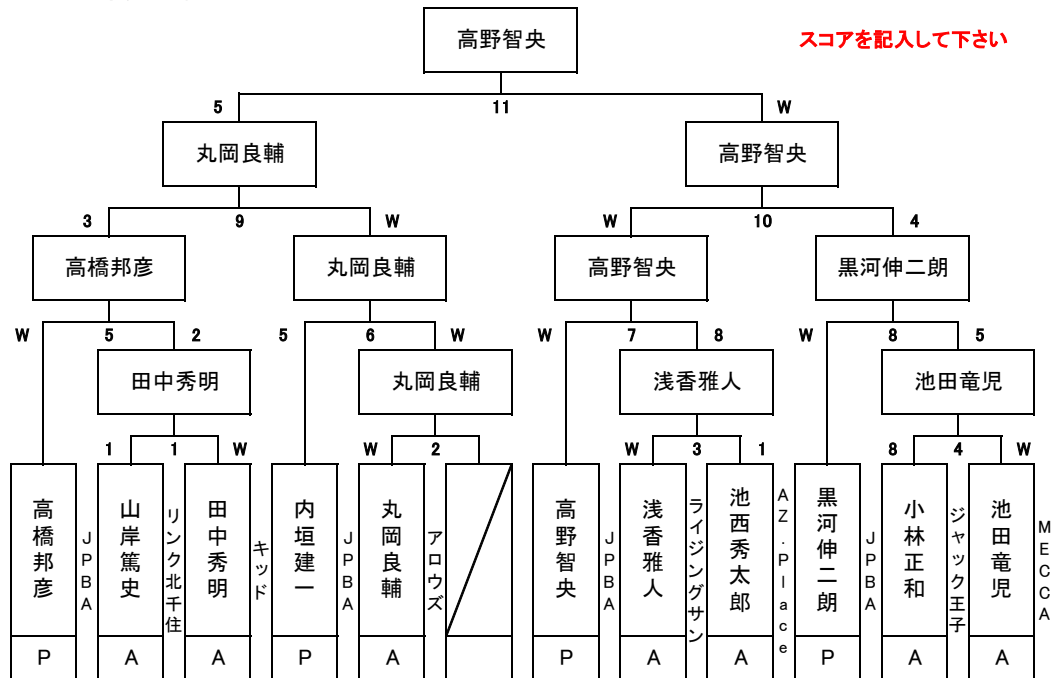 高野智央
スコアを記入して下さい
5 11 W
丸岡良輔 高野智央
3 9 W W 10 4
高橋邦彦 丸岡良輔 高野智央 黒河伸二朗
W 5 2 5 6 W W 7 8 W 8 5
田中秀明 丸岡良輔 浅香雅人 池田竜児
1 1 W W 2 W 3 1 8 4 W
高橋邦彦
JPBA
山岸篤史
リンク北千住
田中秀明
キッド
内垣建一
JPBA
丸岡良輔
アロウズ
高野智央
JPBA
浅香雅人
ライジングサン
池西秀太郎
AZ.Place
黒河伸二朗
JPBA
小林正和
ジャック王子
池田竜児
MECCA
P A A P A P A A P A A